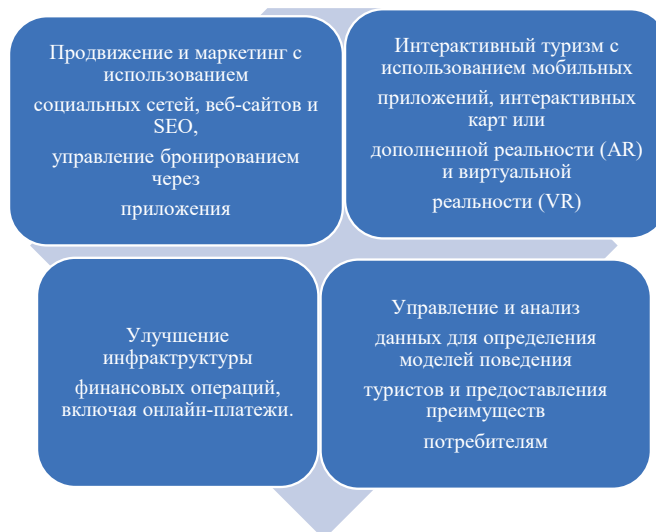 Продвижение и маркетинг с
использованием
социальных сетей, веб-сайтов и
SEO,
управление бронированием
через
приложения
Интерактивный туризм с
использованием мобильных
приложений, интерактивных
карт или
дополненной реальности (AR)
и виртуальной
реальности (VR)
Улучшение
инфраструктуры
финансовых операций,
включая онлайн-платежи.
Управление и анализ
данных для определения
моделей поведения
туристов и предоставления
преимуществ
потребителям